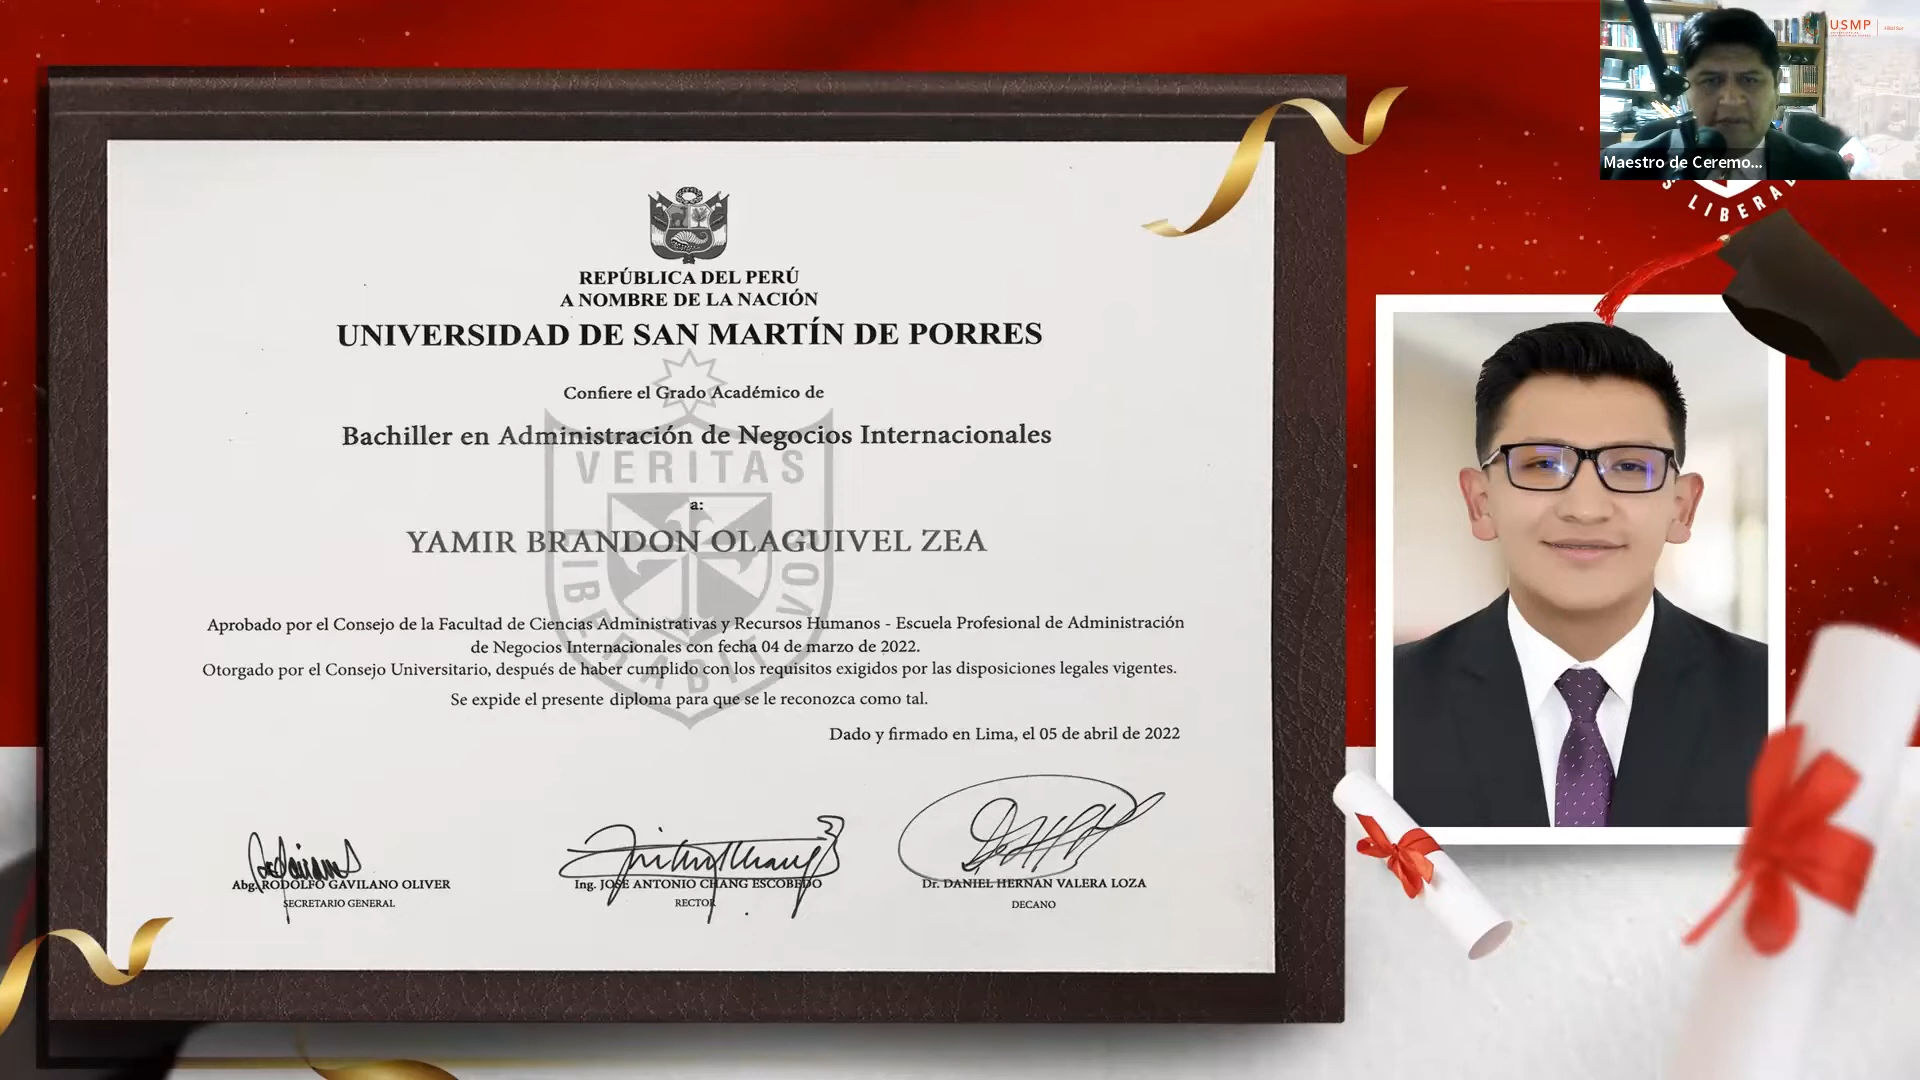 REPÚBLICA DEL PERÚ
A NOMBRE DE LA NACIÓN
UNIVERSIDAD DE SAN MARTÍN DE PORRES
Confiere el Grado Académico de
Bachiller en Administración de Negocios Internacionales
VERITAS
a:
YAMIR BRANDON OLAGUIVEL ZEA
LIBERABIT VOS
Aprobado por el Consejo de la Facultad de Ciencias Administrativas y Recursos Humanos - Escuela Profesional de Administración
de Negocios Internacionales con fecha 04 de marzo de 2022.
Otorgado por el Consejo Universitario, después de haber cumplido con los requisitos exigidos por las disposiciones legales vigentes.
Se expide el presente diploma para que se le reconozca como tal.
Dado y firmado en Lima, el 05 de abril de 2022
Abg. RODOLFO GAVILANO OLIVER
SECRETARIO GENERAL
Ing. JOSÉ ANTONIO CHANG ESCOBEDO
RECTOR
Dr. DANIEL HERNÁN VALERA LOZA
DECANO
USMP
Maestro de Ceremo...
LIBERA